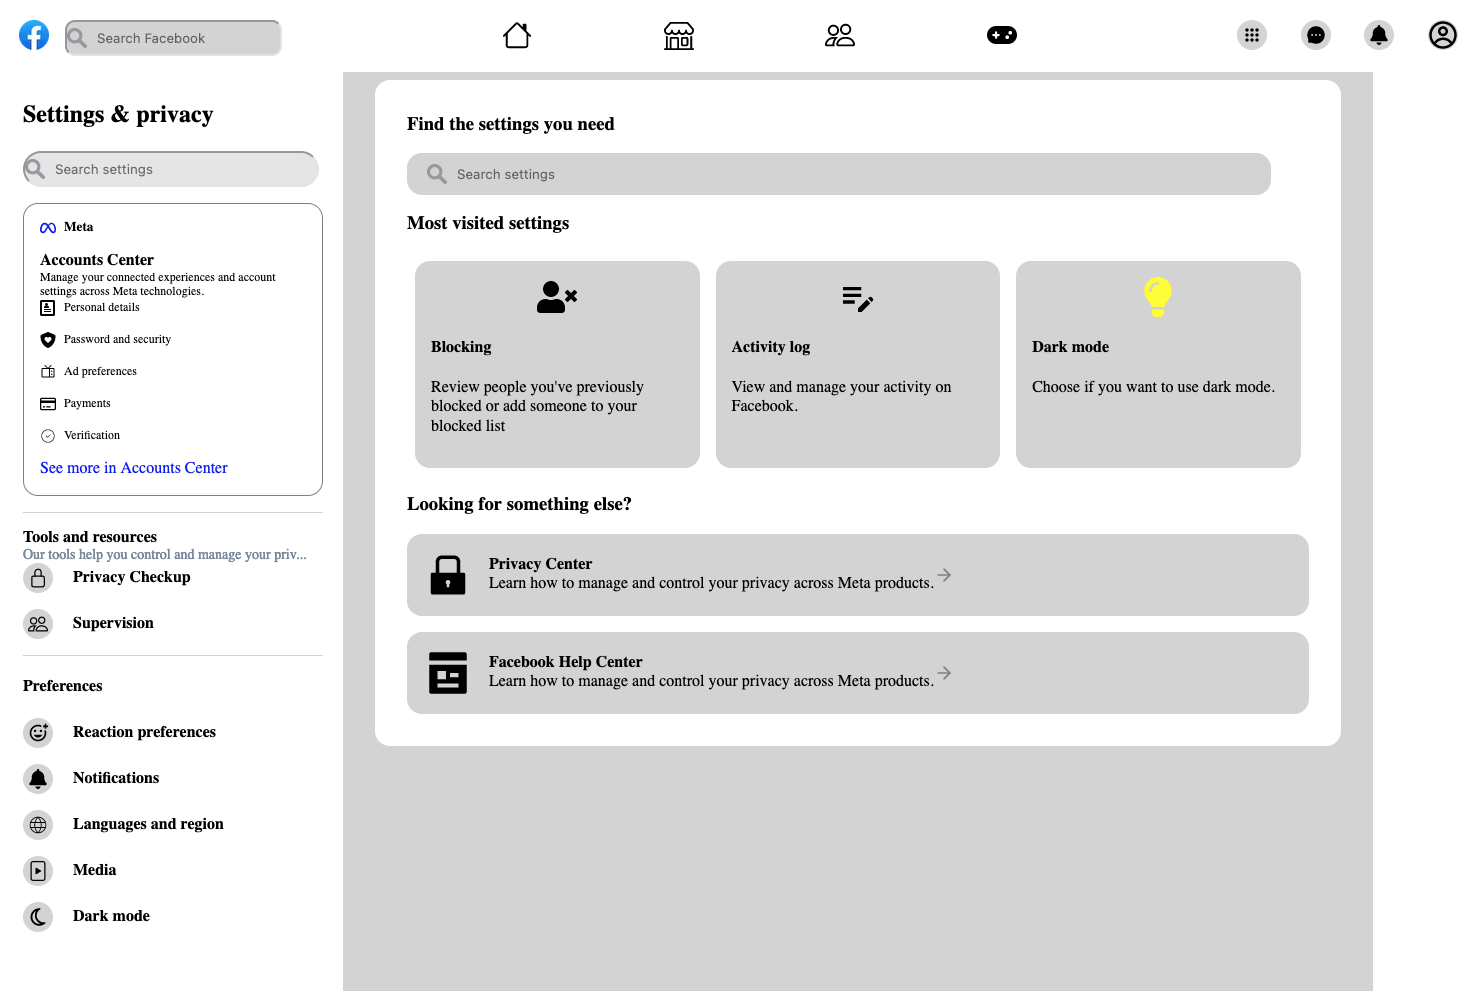 Search Facebook
Settings & privacy
Search settings
Meta
Accounts Center
Manage your connected experiences and account
settings across Meta technologies.
Personal details
Password and security
Ad preferences
Payments
Verification
See more in Accounts Center
Tools and resources
Our tools help you control and manage your priv...
Privacy Checkup
Supervision
Preferences
Reaction preferences
Notifications
Languages and region
Media
Dark mode
Find the settings you need
Search settings
Most visited settings
Blocking
Review people you've previously
blocked or add someone to your
blocked list
Activity log
View and manage your activity on
Facebook.
Dark mode
Choose if you want to use dark mode.
Looking for something else?
Privacy Center
Learn how to manage and control your privacy across Meta products.
Facebook Help Center
Learn how to manage and control your privacy across Meta products.